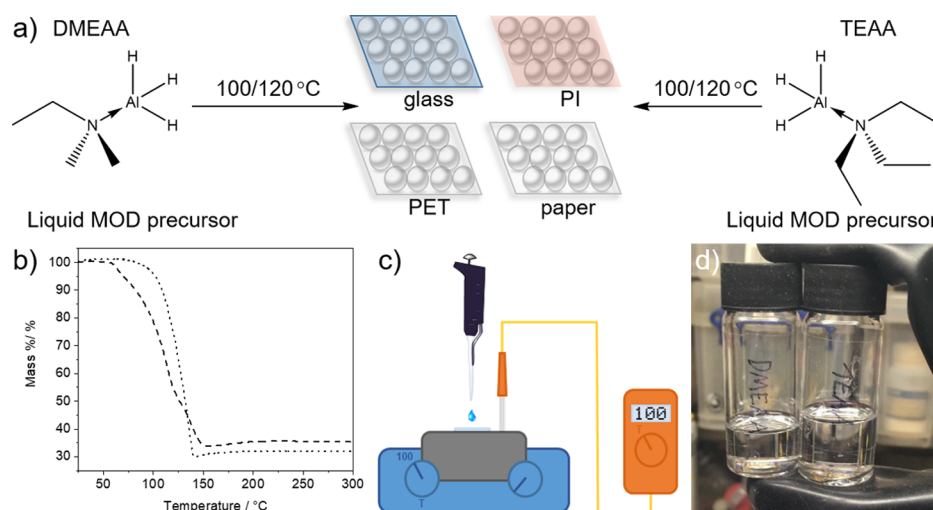 a)
DMEAA
TEAA
H
H
Al
H
N
100/120 °C
glass
PI
PET
paper
100/120 °C
H
H
Al
H
N
Liquid MOD precursor
Liquid MOD precursor
b)
100
90
80
70
60
50
40
30
Mass %/ %
50
100
150
200
250
300
Temperature / °C
c)
100
T
T
100
T
d)
DMEAA
TEAA